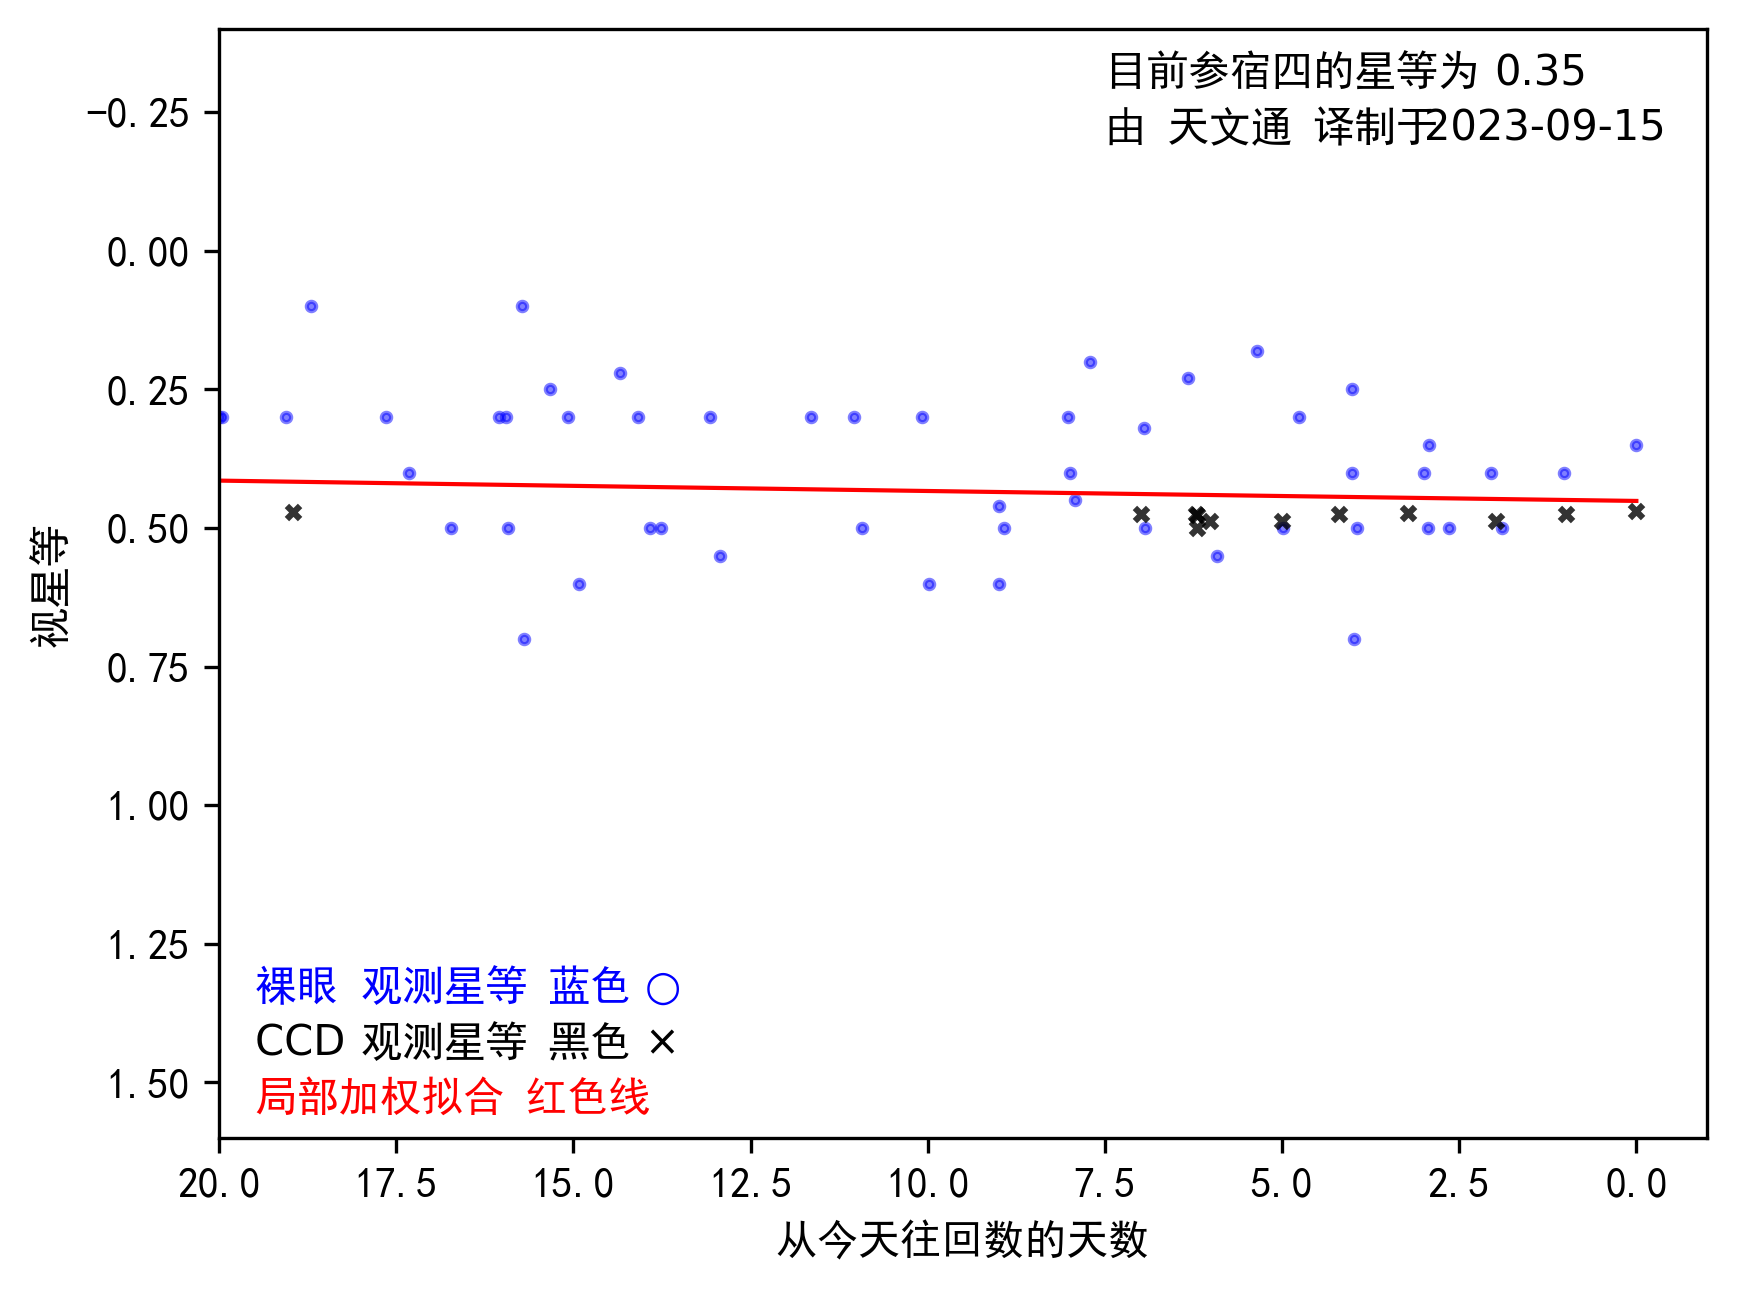 目前参宿四的星等为 0.35
由 天文通 译制于2023-09-15
-0.25
0.00
0.25
0.50
0.75
1.00
1.25
1.50
视星等
裸眼 观测星等 蓝色 ○
CCD 观测星等 黑色 ×
局部加权拟合 红色线
20.0 17.5 15.0 12.5 10.0 7.5 5.0 2.5 0.0
从今天往回数的天数